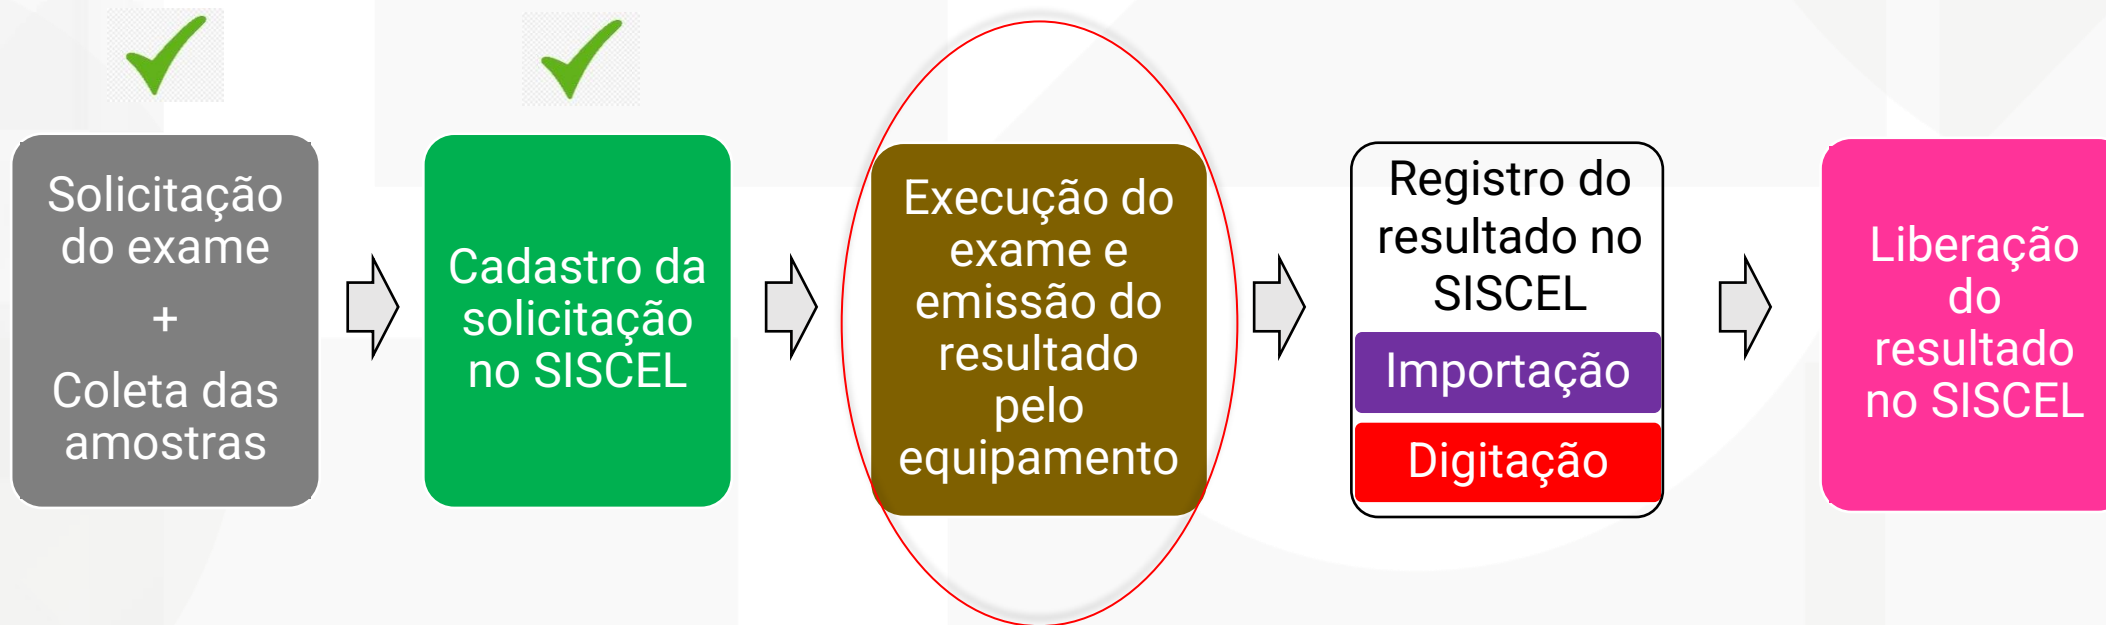 Solicitação
do exame
+
Coleta das
amostras
Cadastro da
solicitação
no SISCEL
Execução do
exame e
emissão do
resultado
pelo
equipamento
Registro do
resultado no
SISCEL
Importação
Digitação
Liberação
do
resultado
no SISCEL